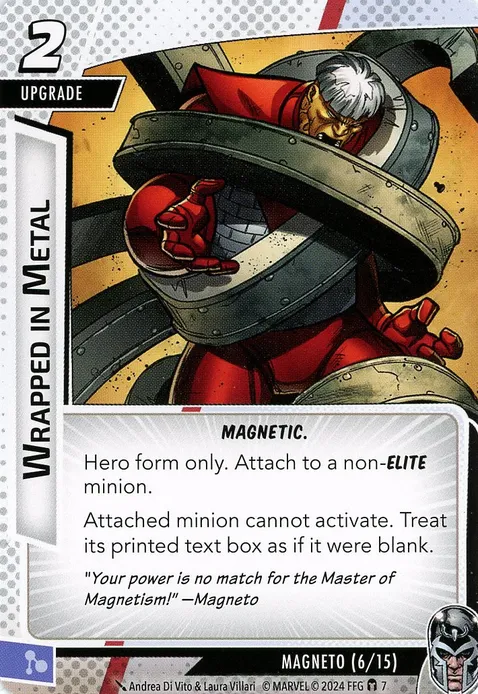 2
UPGRADE
WRAPPED IN METAL
MAGNETIC.
Hero form only. Attach to a non-ELITE
minion.
Attached minion cannot activate. Treat
its printed text box as if it were blank.
"Your power is no match for the Master of
Magnetism!" —Magneto
MAGNETO (6/15)
Andrea Di Vito & Laura Villari © MARVEL © 2024 FFG 7